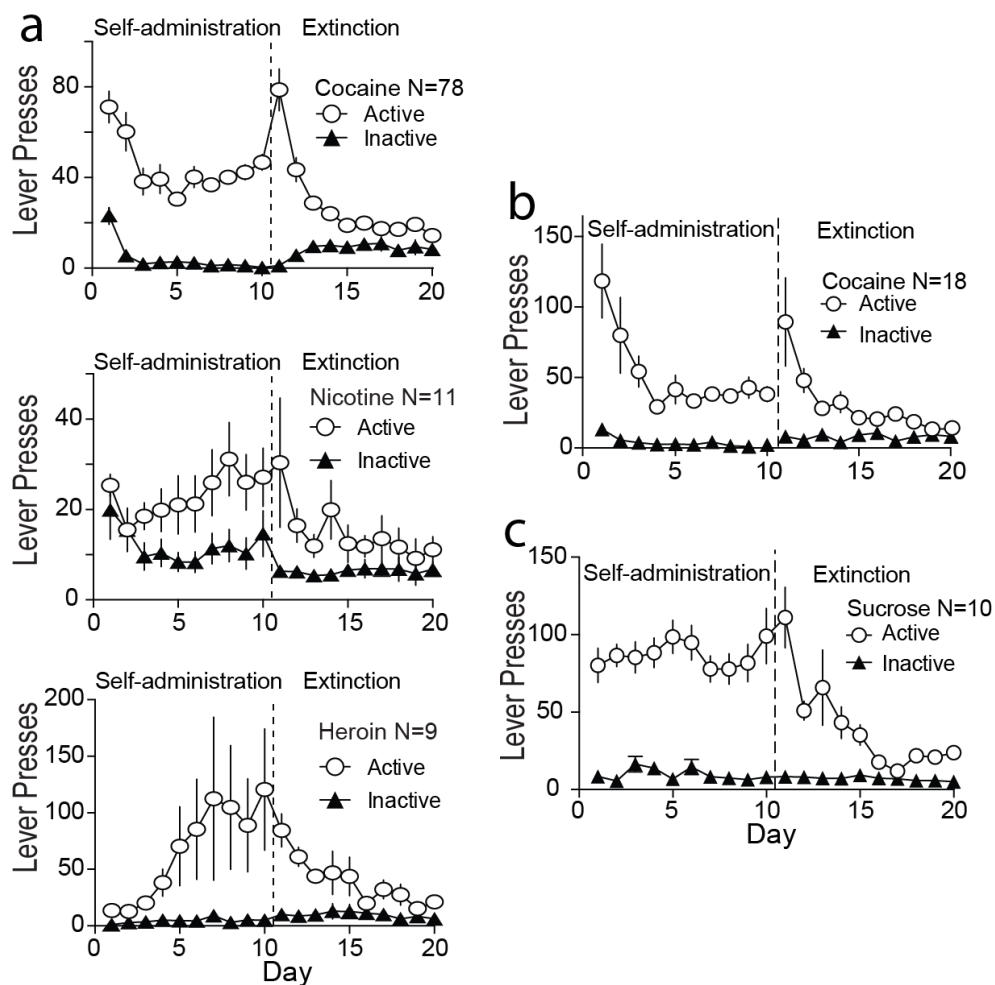 a
Self-administration Extinction
Cocaine N=78
Active
Inactive
Lever Presses
80
40
0
0 5 10 15 20
Self-administration Extinction
Nicotine N=11
Active
Inactive
Lever Presses
40
20
0
0 5 10 15 20
Self-administration Extinction
Heroin N=9
Active
Inactive
Lever Presses
200
150
100
50
0
0 5 10 15 20
Day
b
Self-administration Extinction
Cocaine N=18
Active
Inactive
Lever Presses
150
100
50
0
0 5 10 15 20
c
Self-administration Extinction
Sucrose N=10
Active
Inactive
Lever Presses
150
100
50
0
0 5 10 15 20
Day